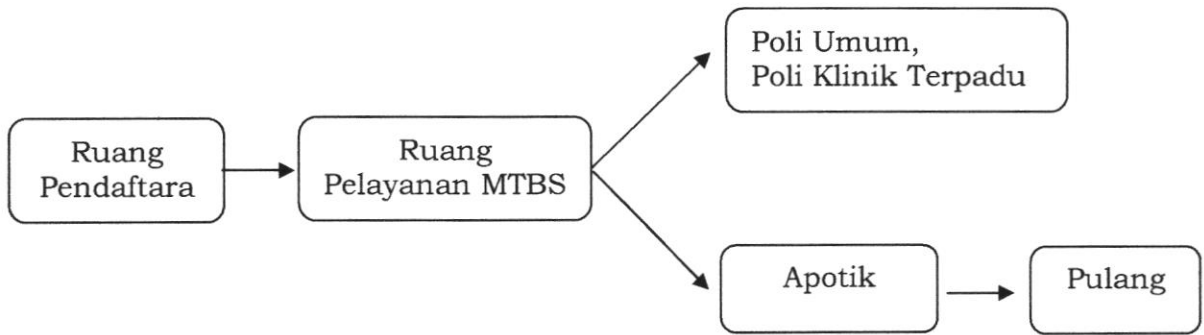 Ruang
Pendaftara
Ruang
Pelayanan MTBS
Poli Umum,
Poli Klinik Terpadu
Apotik
Pulang